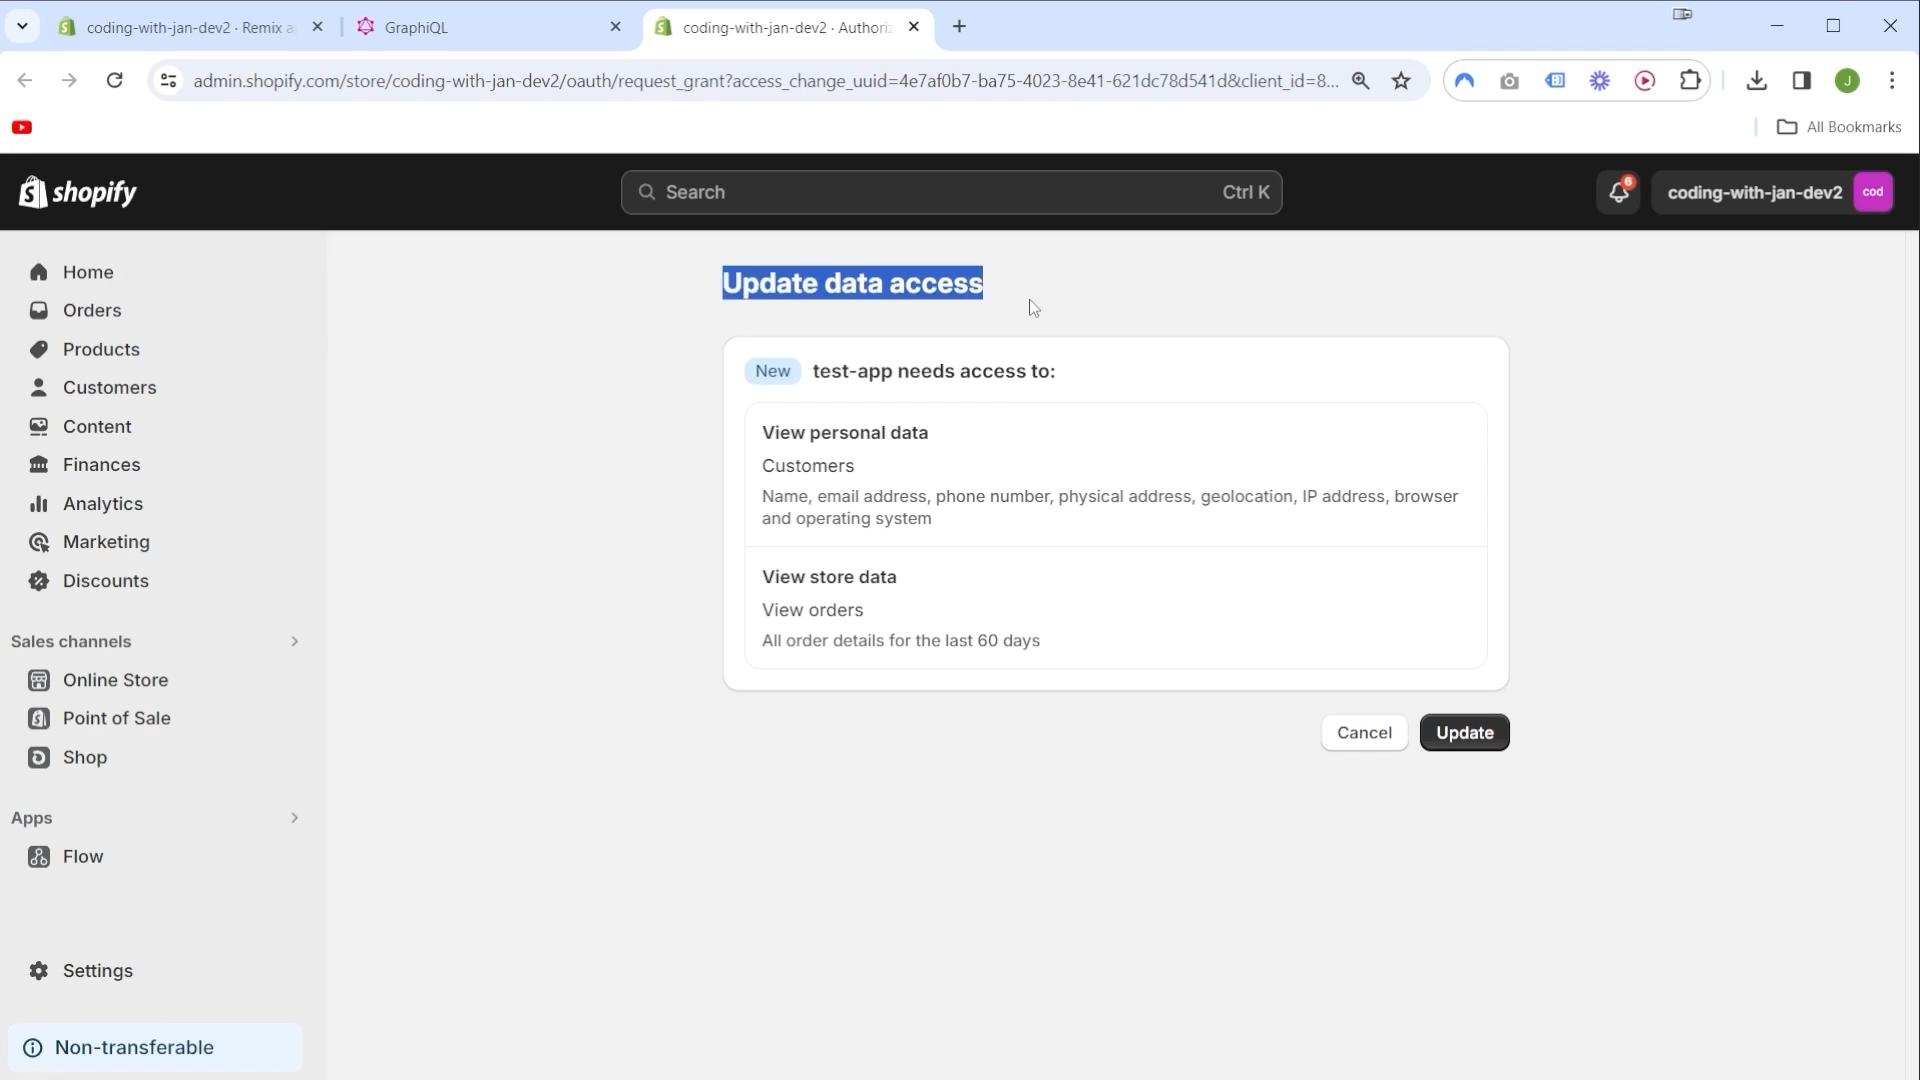 coding-with-jan-dev2 · Remix a
GraphiQL
coding-with-jan-dev2 · Authoriz
admin.shopify.com/store/coding-with-jan-dev2/oauth/request_grant?access_change_uuid=4e7af0b7-ba75-4023-8e41-621dc78d541d&client_id=8...
J
All Bookmarks
shopify
Search
Ctrl K
6
coding-with-jan-dev2
cod
Home
Orders
Products
Customers
Content
Finances
Analytics
Marketing
Discounts
Sales channels
Online Store
Point of Sale
Shop
Apps
Flow
Settings
Non-transferable
Update data access
New test-app needs access to:
View personal data
Customers
Name, email address, phone number, physical address, geolocation, IP address, browser
and operating system
View store data
View orders
All order details for the last 60 days
Cancel
Update